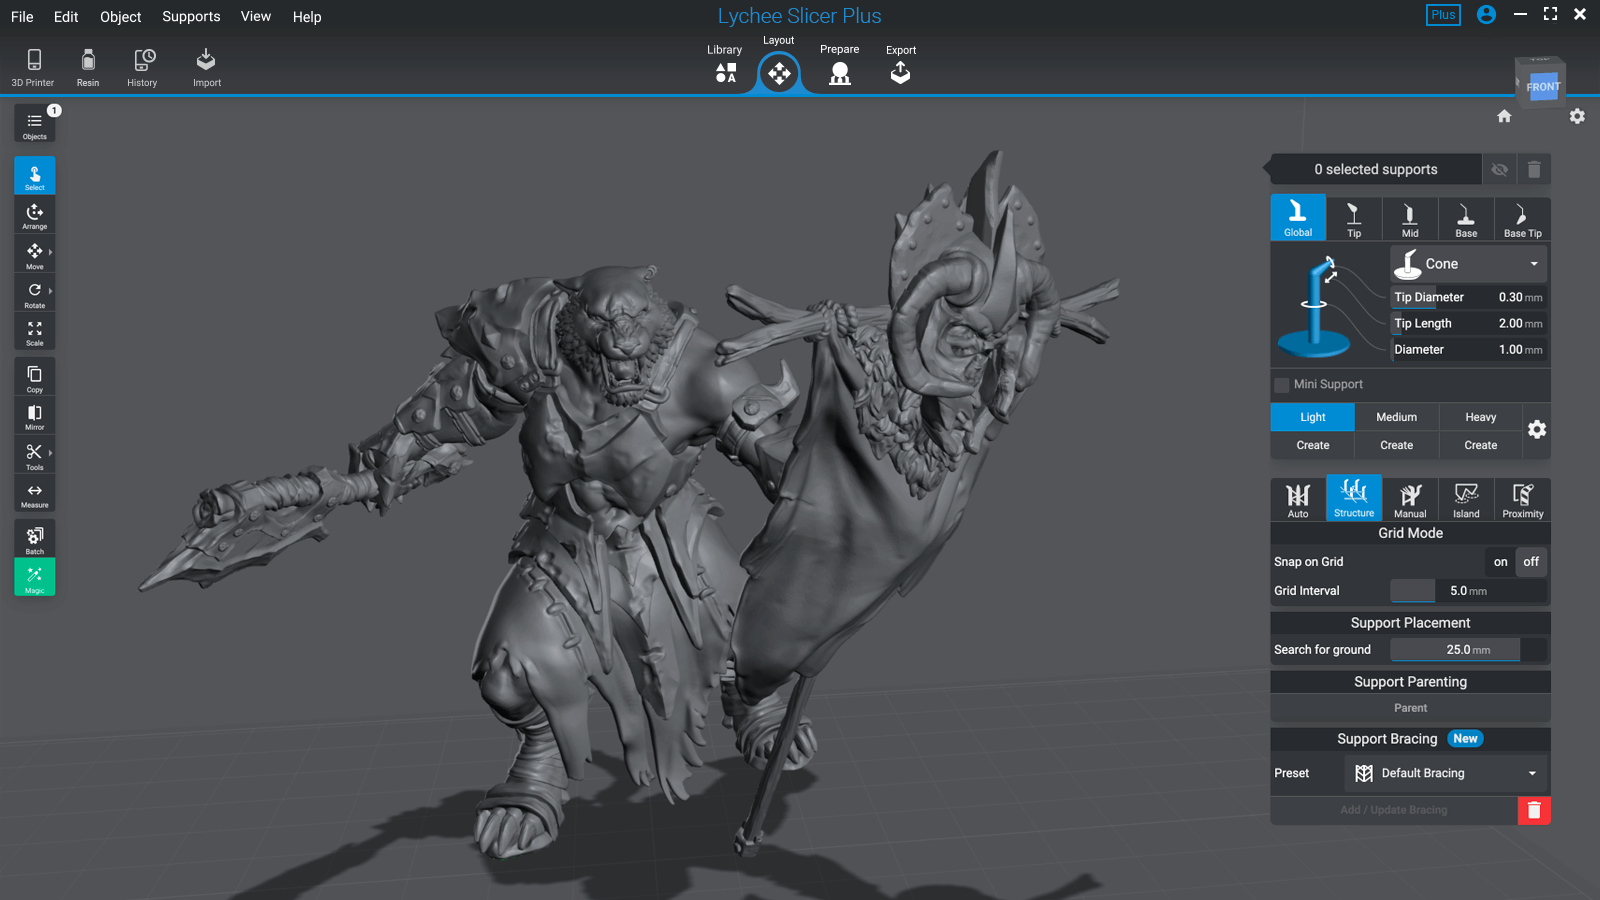 File Edit Object Supports View Help
Lychee Slicer Plus
Plus
3D Printer Resin History Import
Library Layout Prepare Export
FRONT
Objects 1
Select
Arrange
Move
Rotate
Scale
Copy
Mirror
Tools
Measure
Batch
Magic
0 selected supports
Global Tip Mid Base Base Tip
Cone
Tip Diameter 0.30 mm
Tip Length 2.00 mm
Diameter 1.00 mm
Mini Support
Light Medium Heavy
Create Create Create
Auto Structure Manual Island Proximity
Grid Mode
Snap on Grid on off
Grid Interval 5.0 mm
Support Placement
Search for ground 25.0 mm
Support Parenting
Parent
Support Bracing New
Preset Default Bracing
Add / Update Bracing